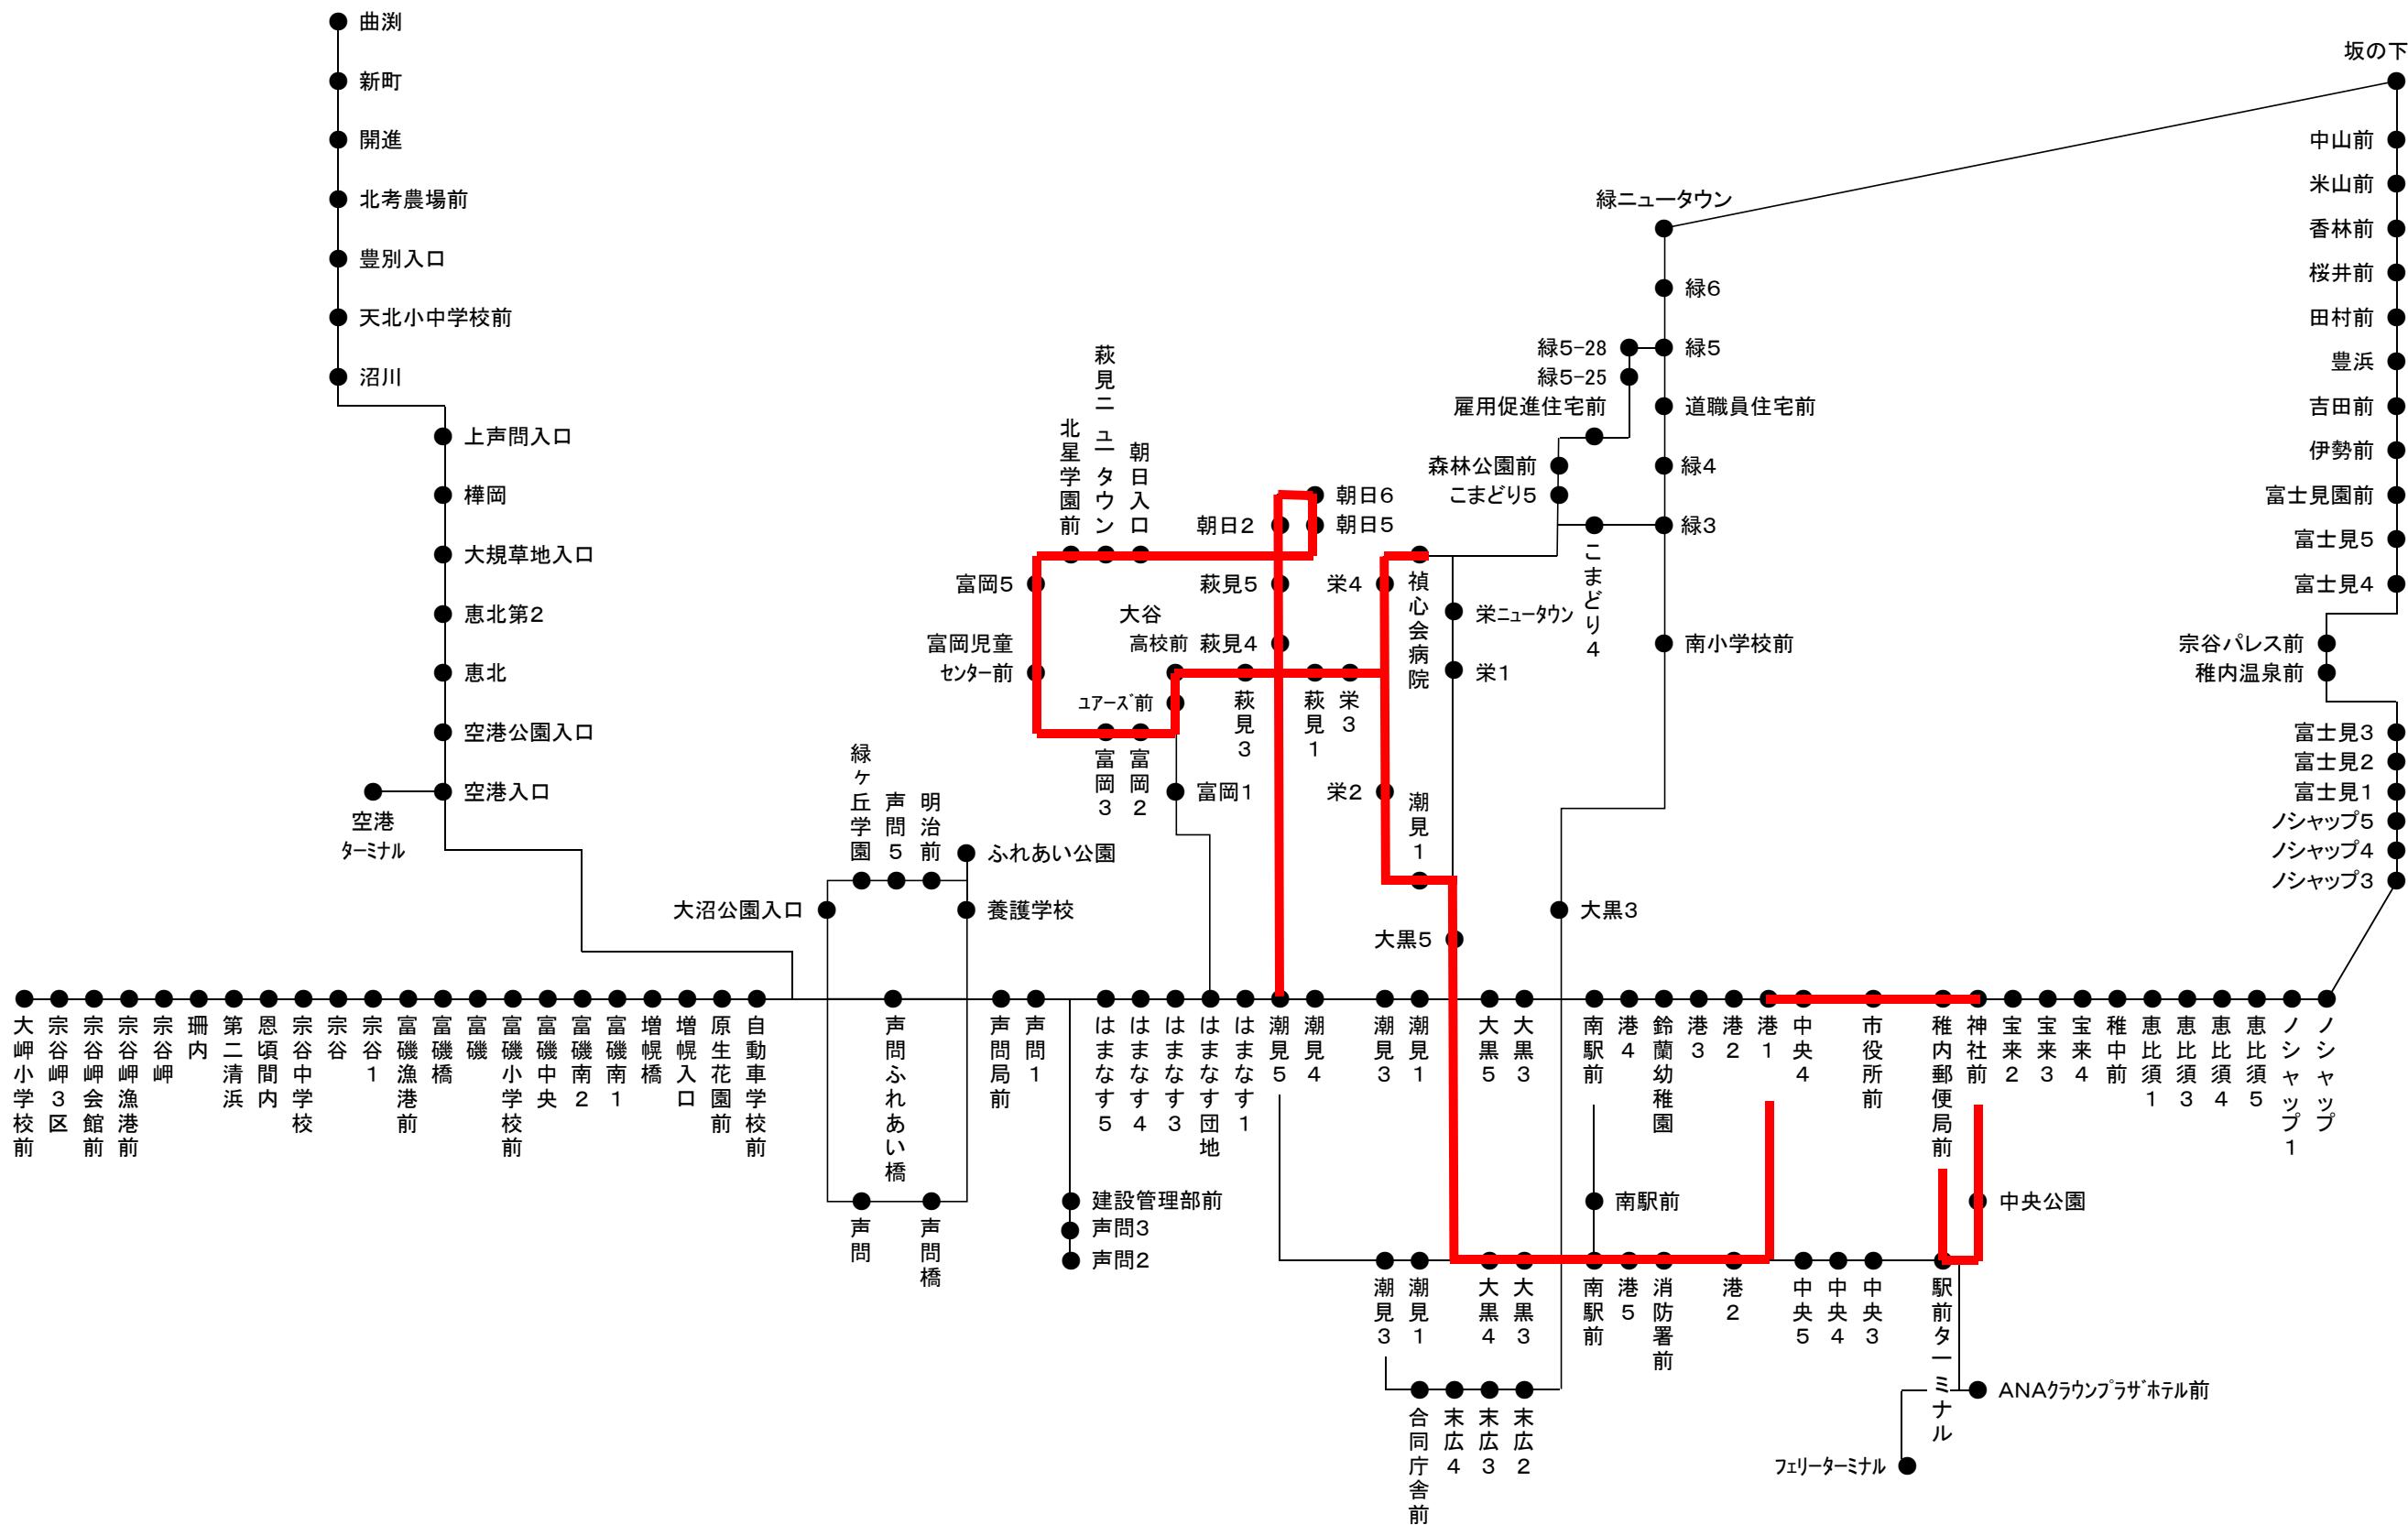 曲渕
新町
開進
北考農場前
豊別入口
天北小中学校前
沼川
上声問入口
樺岡
大規草地入口
恵北第2
恵北
空港公園入口
空港入口
空港
ターミナル
坂の下
中山前
米山前
香林前
桜井前
田村前
豊浜
吉田前
伊勢前
富士見園前
富士見5
富士見4
宗谷パレス前
稚内温泉前
富士見3
富士見2
富士見1
ノシャップ5
ノシャップ4
ノシャップ3
緑ニュータウン
緑6
緑5-28
緑5
緑5-25
雇用促進住宅前
道職員住宅前
森林公園前
緑4
こまどり5
緑3
こまどり4
南小学校前
北星学園前
萩見ニュータウン
朝日入口
朝日2
朝日6
朝日5
富岡5
萩見5
栄4
禎心会病院
栄ニュータウン
富岡児童
センター前
大谷
高校前
萩見4
栄1
ユアーズ前
萩見3
萩見1
栄3
富岡3
富岡2
富岡1
栄2
潮見1
緑ヶ丘学園
声問5
明治前
ふれあい公園
大沼公園入口
養護学校
大黒3
大黒5
大岬小学校前
宗谷岬3区
宗谷岬会館前
宗谷岬漁港前
宗谷岬
珊内
第二清浜
恩頃間内
宗谷中学校
宗谷
宗谷1
富磯漁港前
富磯橋
富磯
富磯小学校前
富磯中央
富磯南2
富磯南1
増幌橋
増幌入口
原生花園前
自動車学校前
声問ふれあい橋
声問局前
声問1
はまなす5
はまなす4
はまなす3
はまなす団地
はまなす1
潮見5
潮見4
潮見3
潮見1
大黒5
大黒3
南駅前
港4
鈴蘭幼稚園
港3
港2
港1
中央4
市役所前
稚内郵便局前
神社前
宝来2
宝来3
宝来4
稚中前
恵比須1
恵比須3
恵比須4
恵比須5
ノシャップ1
ノシャップ
声問
声問橋
建設管理部前
声問3
声問2
南駅前
中央公園
潮見3
潮見1
大黒4
大黒3
南駅前
港5
消防署前
港2
中央5
中央4
中央3
駅前ターミナル
合同庁舎前
末広4
末広3
末広2
ANAクラウンプラザホテル前
フェリーターミナル